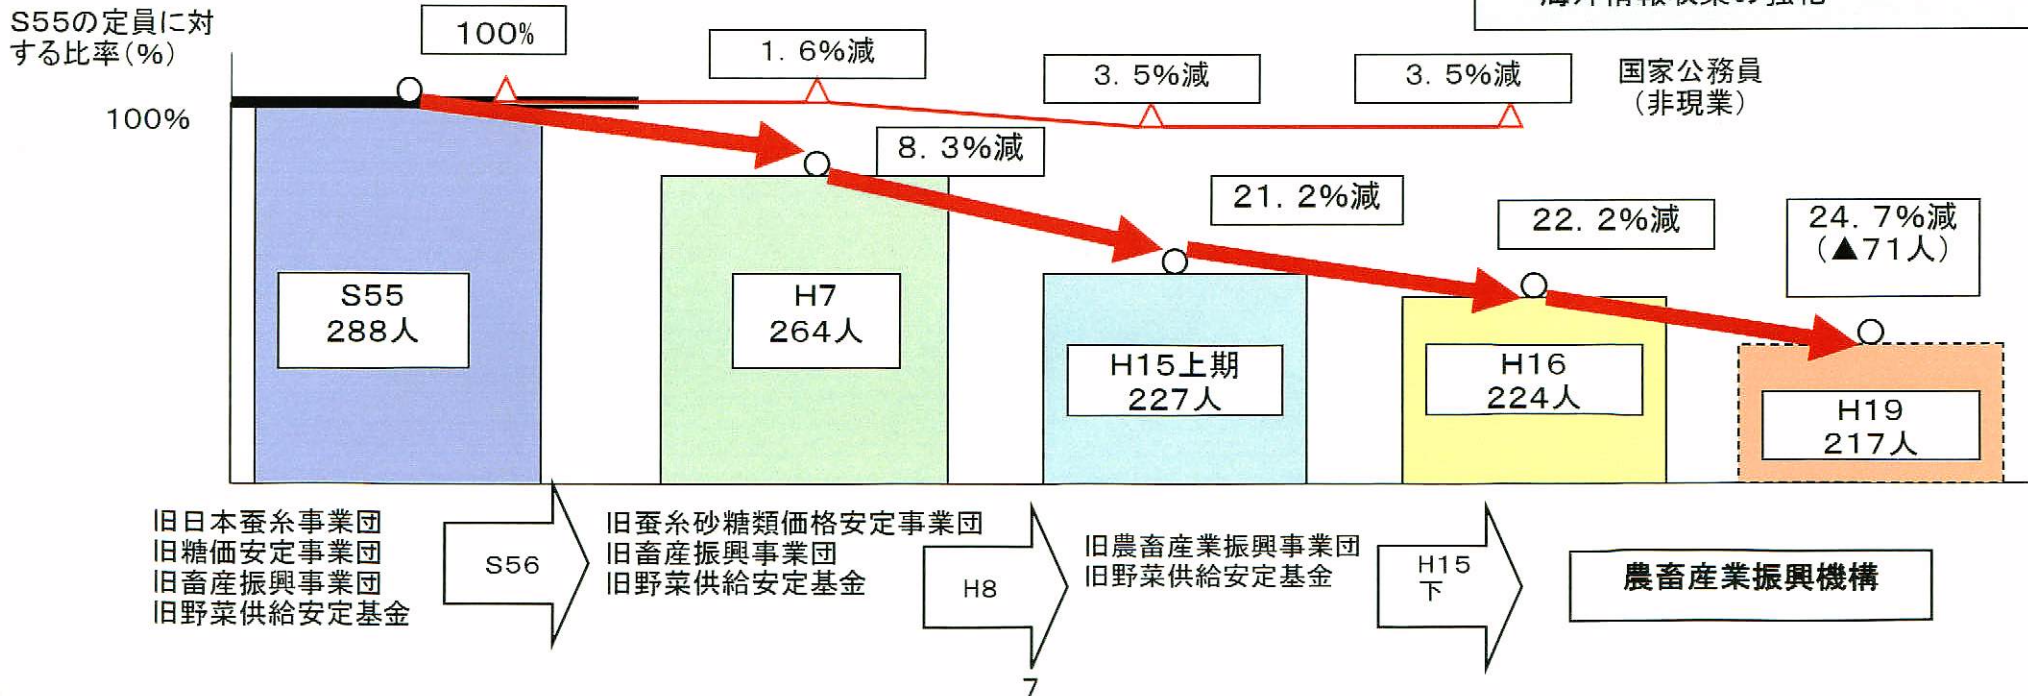 S55の定員に対
する比率(%)
100%
100%
1．6%減
3．5%減
3．5%減
国家公務員
（非現業）
8．3%減
21．2%減
22．2%減
24．7%減
（▲71人）
S55
288人
H7
264人
H15上期
227人
H16
224人
H19
217人
旧日本蚕糸事業団
旧糖価安定事業団
旧畜産振興事業団
旧野菜供給安定基金
S56
旧蚕糸砂糖類価格安定事業団
旧畜産振興事業団
旧野菜供給安定基金
H8
旧農畜産業振興事業団
旧野菜供給安定基金
H15
下
農畜産業振興機構
7